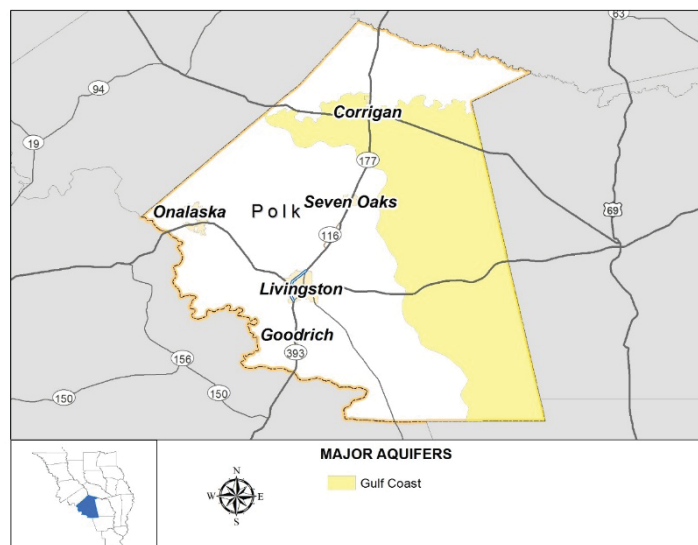 63
94
Corrigan
19
177
Seven Oaks
Polk
Onalaska
69
116
Livingston
Goodrich
393
156
150
150
MAJOR AQUIFERS
Gulf Coast
N
W E
S